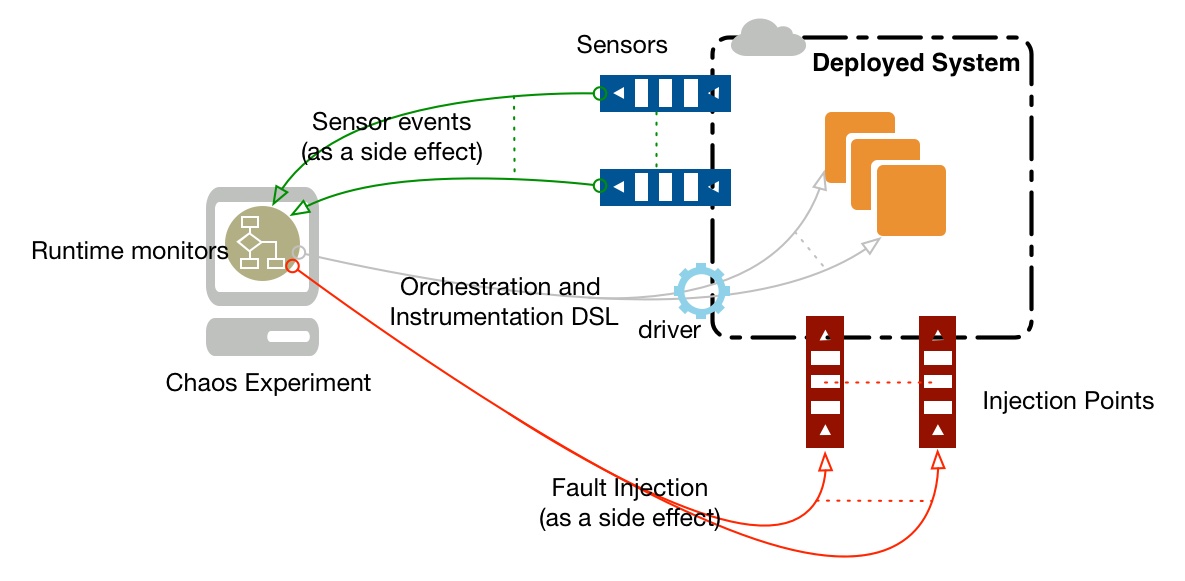 Sensors
Deployed System
Sensor events
(as a side effect)
Runtime monitors
Orchestration and
Instrumentation DSL
driver
Chaos Experiment
Injection Points
Fault Injection
(as a side effect)